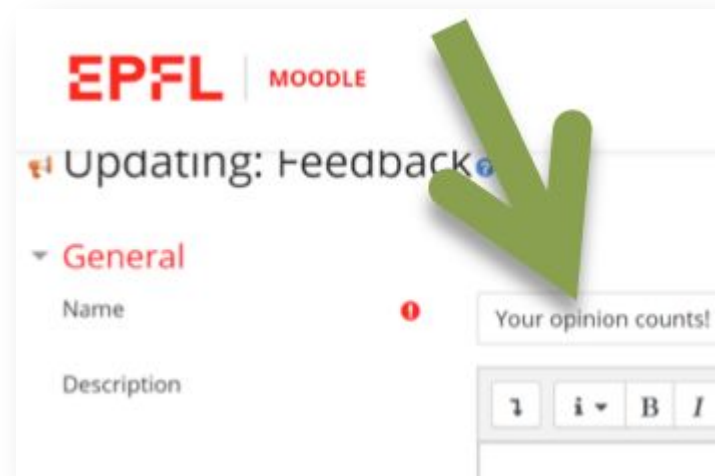 EPFL MOODLE
Updating: Feedback
General
Name
Your opinion counts!
Description
i B I